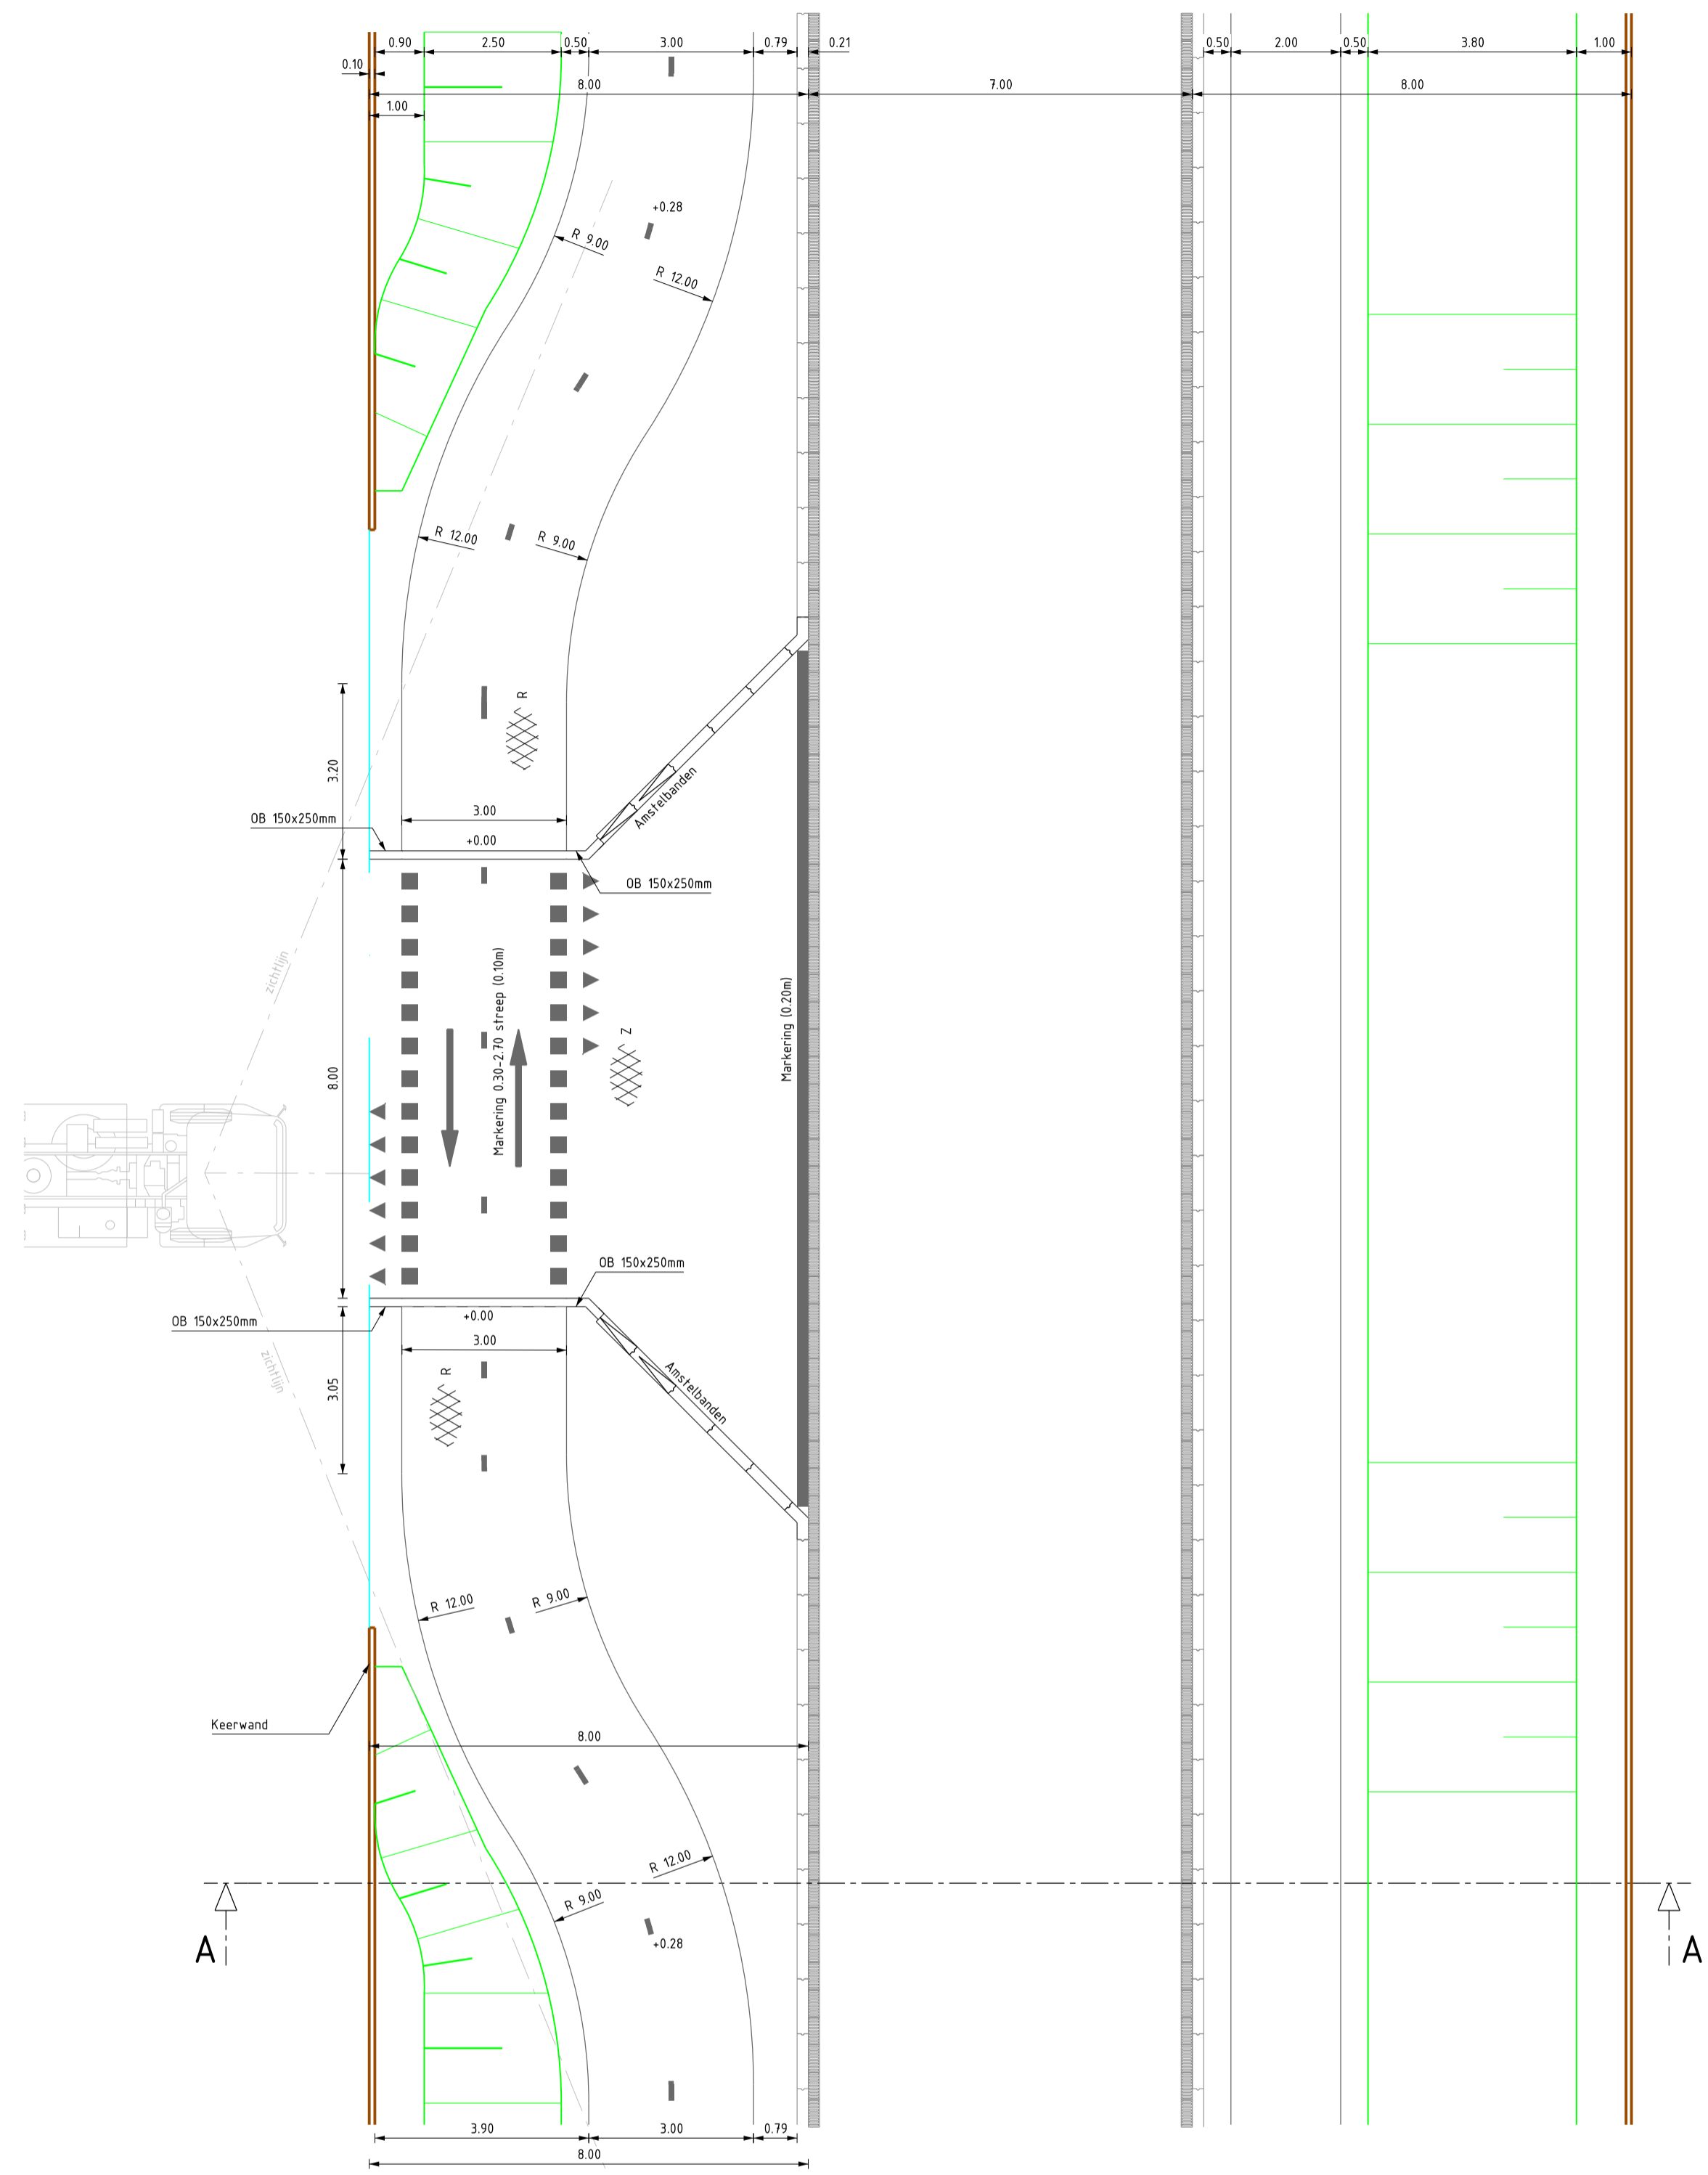 0.90
2.50
0.50
3.00
0.79
0.21
0.50
2.00
0.50
3.80
1.00
0.10
8.00
7.00
8.00
1.00
+0.28
R 9.00
R 12.00
R 12.00
R 9.00
R
3.20
Amstelbanden
OB 150x250mm
3.00
+0.00
OB 150x250mm
zichtlijn
Markering 0.30-2.70 streep (0.10m)
Markering (0.20m)
Z
8.00
OB 150x250mm
OB 150x250mm
+0.00
3.00
zichtlijn
R
3.05
Amstelbanden
R 12.00
R 9.00
Keerwand
8.00
R 12.00
R 9.00
+0.28
A
A
3.90
3.00
0.79
8.00